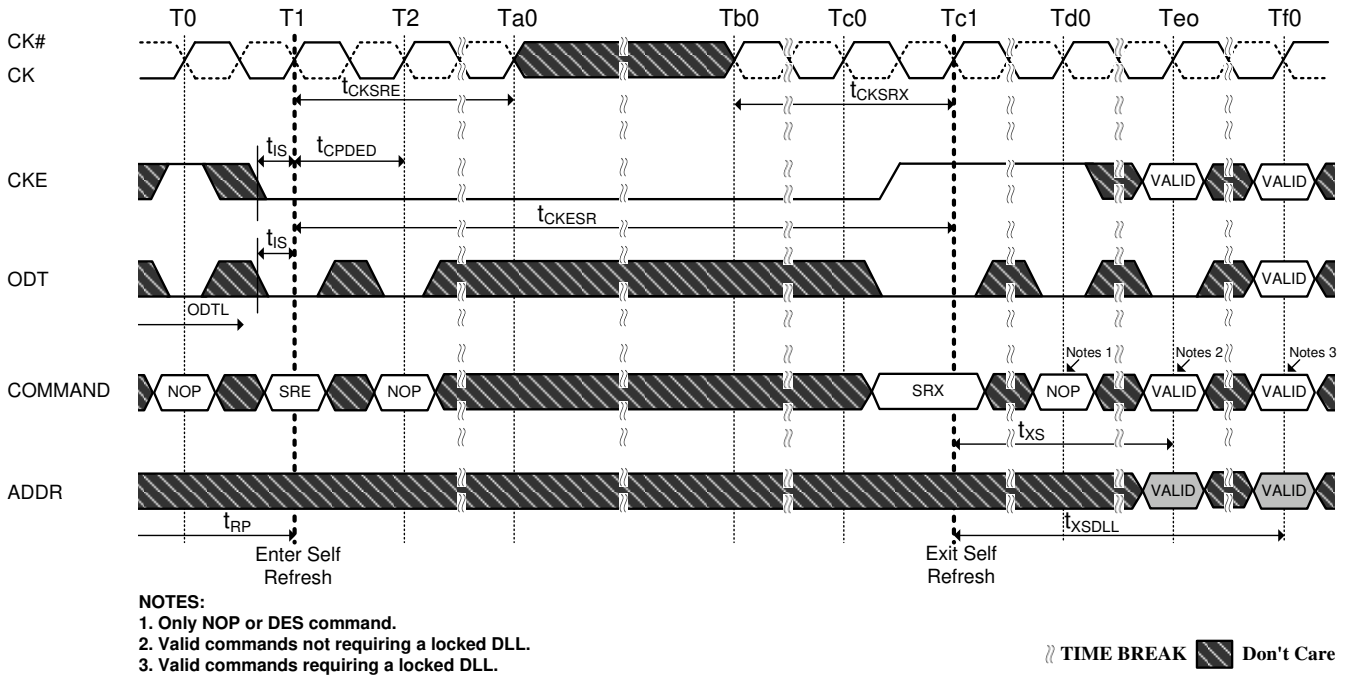 T0 T1 T2 Ta0 Tb0 Tc0 Tc1 Td0 Teo Tf0
CK#
CK
tCKSRE tCKSRX
tIS tCPDED
CKE VALID VALID
tCKESR
tIS
ODT VALID
ODTL
Notes 1 Notes 2 Notes 3
COMMAND NOP SRE NOP SRX NOP VALID VALID
tXS
ADDR VALID VALID
tRP tXSDLL
Enter Self Exit Self
Refresh Refresh
NOTES:
1. Only NOP or DES command.
2. Valid commands not requiring a locked DLL.
3. Valid commands requiring a locked DLL.
TIME BREAK Don't Care